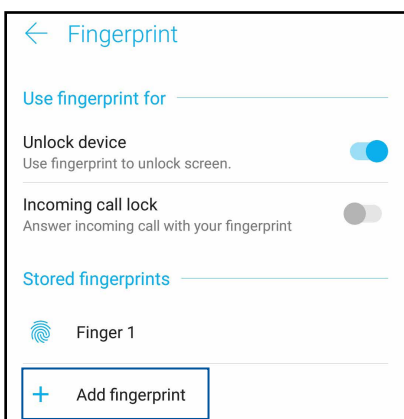 Fingerprint
Use fingerprint for
Unlock device
Use fingerprint to unlock screen.
Incoming call lock
Answer incoming call with your fingerprint
Stored fingerprints
Finger 1
+ Add fingerprint